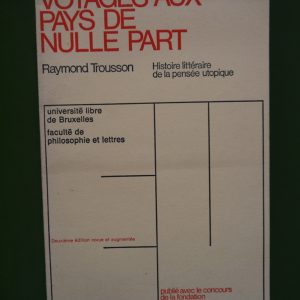 VOYAGES AUX
PAYS DE
NULLE PART
Raymond Trousson
Histoire littéraire
de la pensée utopique
université libre
de Bruxelles
faculté de
philosophie et lettres
Deuxième édition revue et augmentée
publié avec le concours
de la fondation